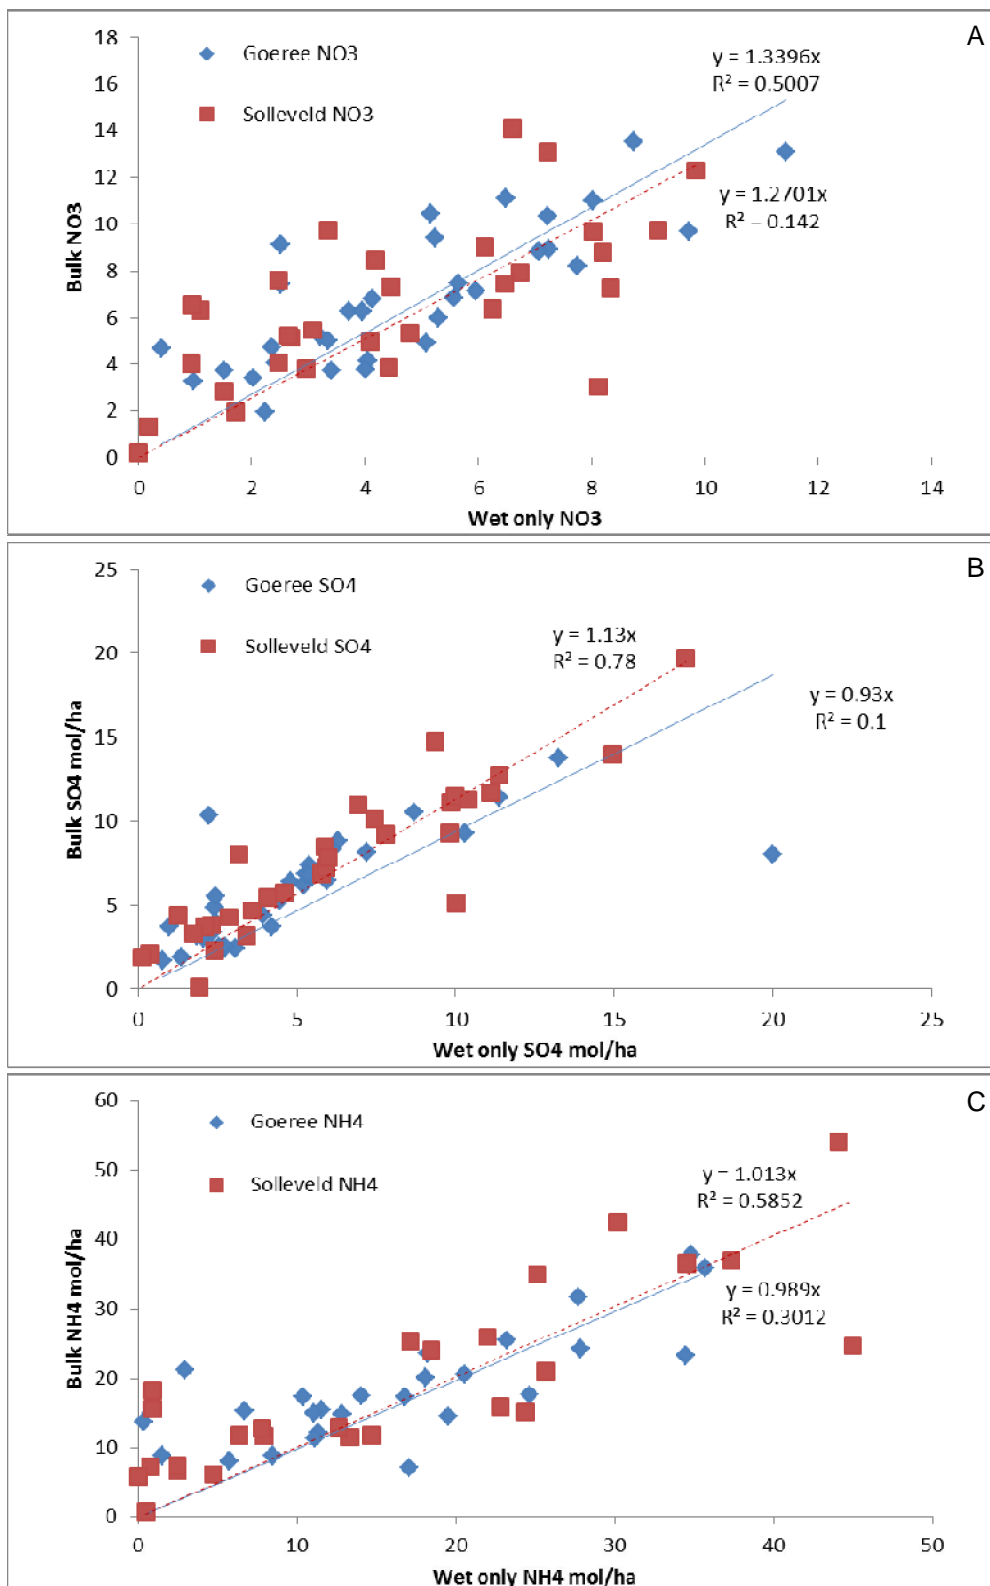 A
18
16
14
12
10
8
6
4
2
0
Bulk NO3
Goeree NO3
Solleveld NO3
y = 1.3396x
R² = 0.5007
y = 1.2701x
R² = 0.142
0 2 4 6 8 10 12 14
Wet only NO3
B
25
20
15
10
5
0
Bulk SO4 mol/ha
Goeree SO4
Solleveld SO4
y = 1.13x
R² = 0.78
y = 0.93x
R² = 0.1
0 5 10 15 20 25
Wet only SO4 mol/ha
C
60
50
40
30
20
10
0
Bulk NH4 mol/ha
Goeree NH4
Solleveld NH4
y = 1.013x
R² = 0.5852
y = 0.989x
R² = 0.3012
0 10 20 30 40 50
Wet only NH4 mol/ha